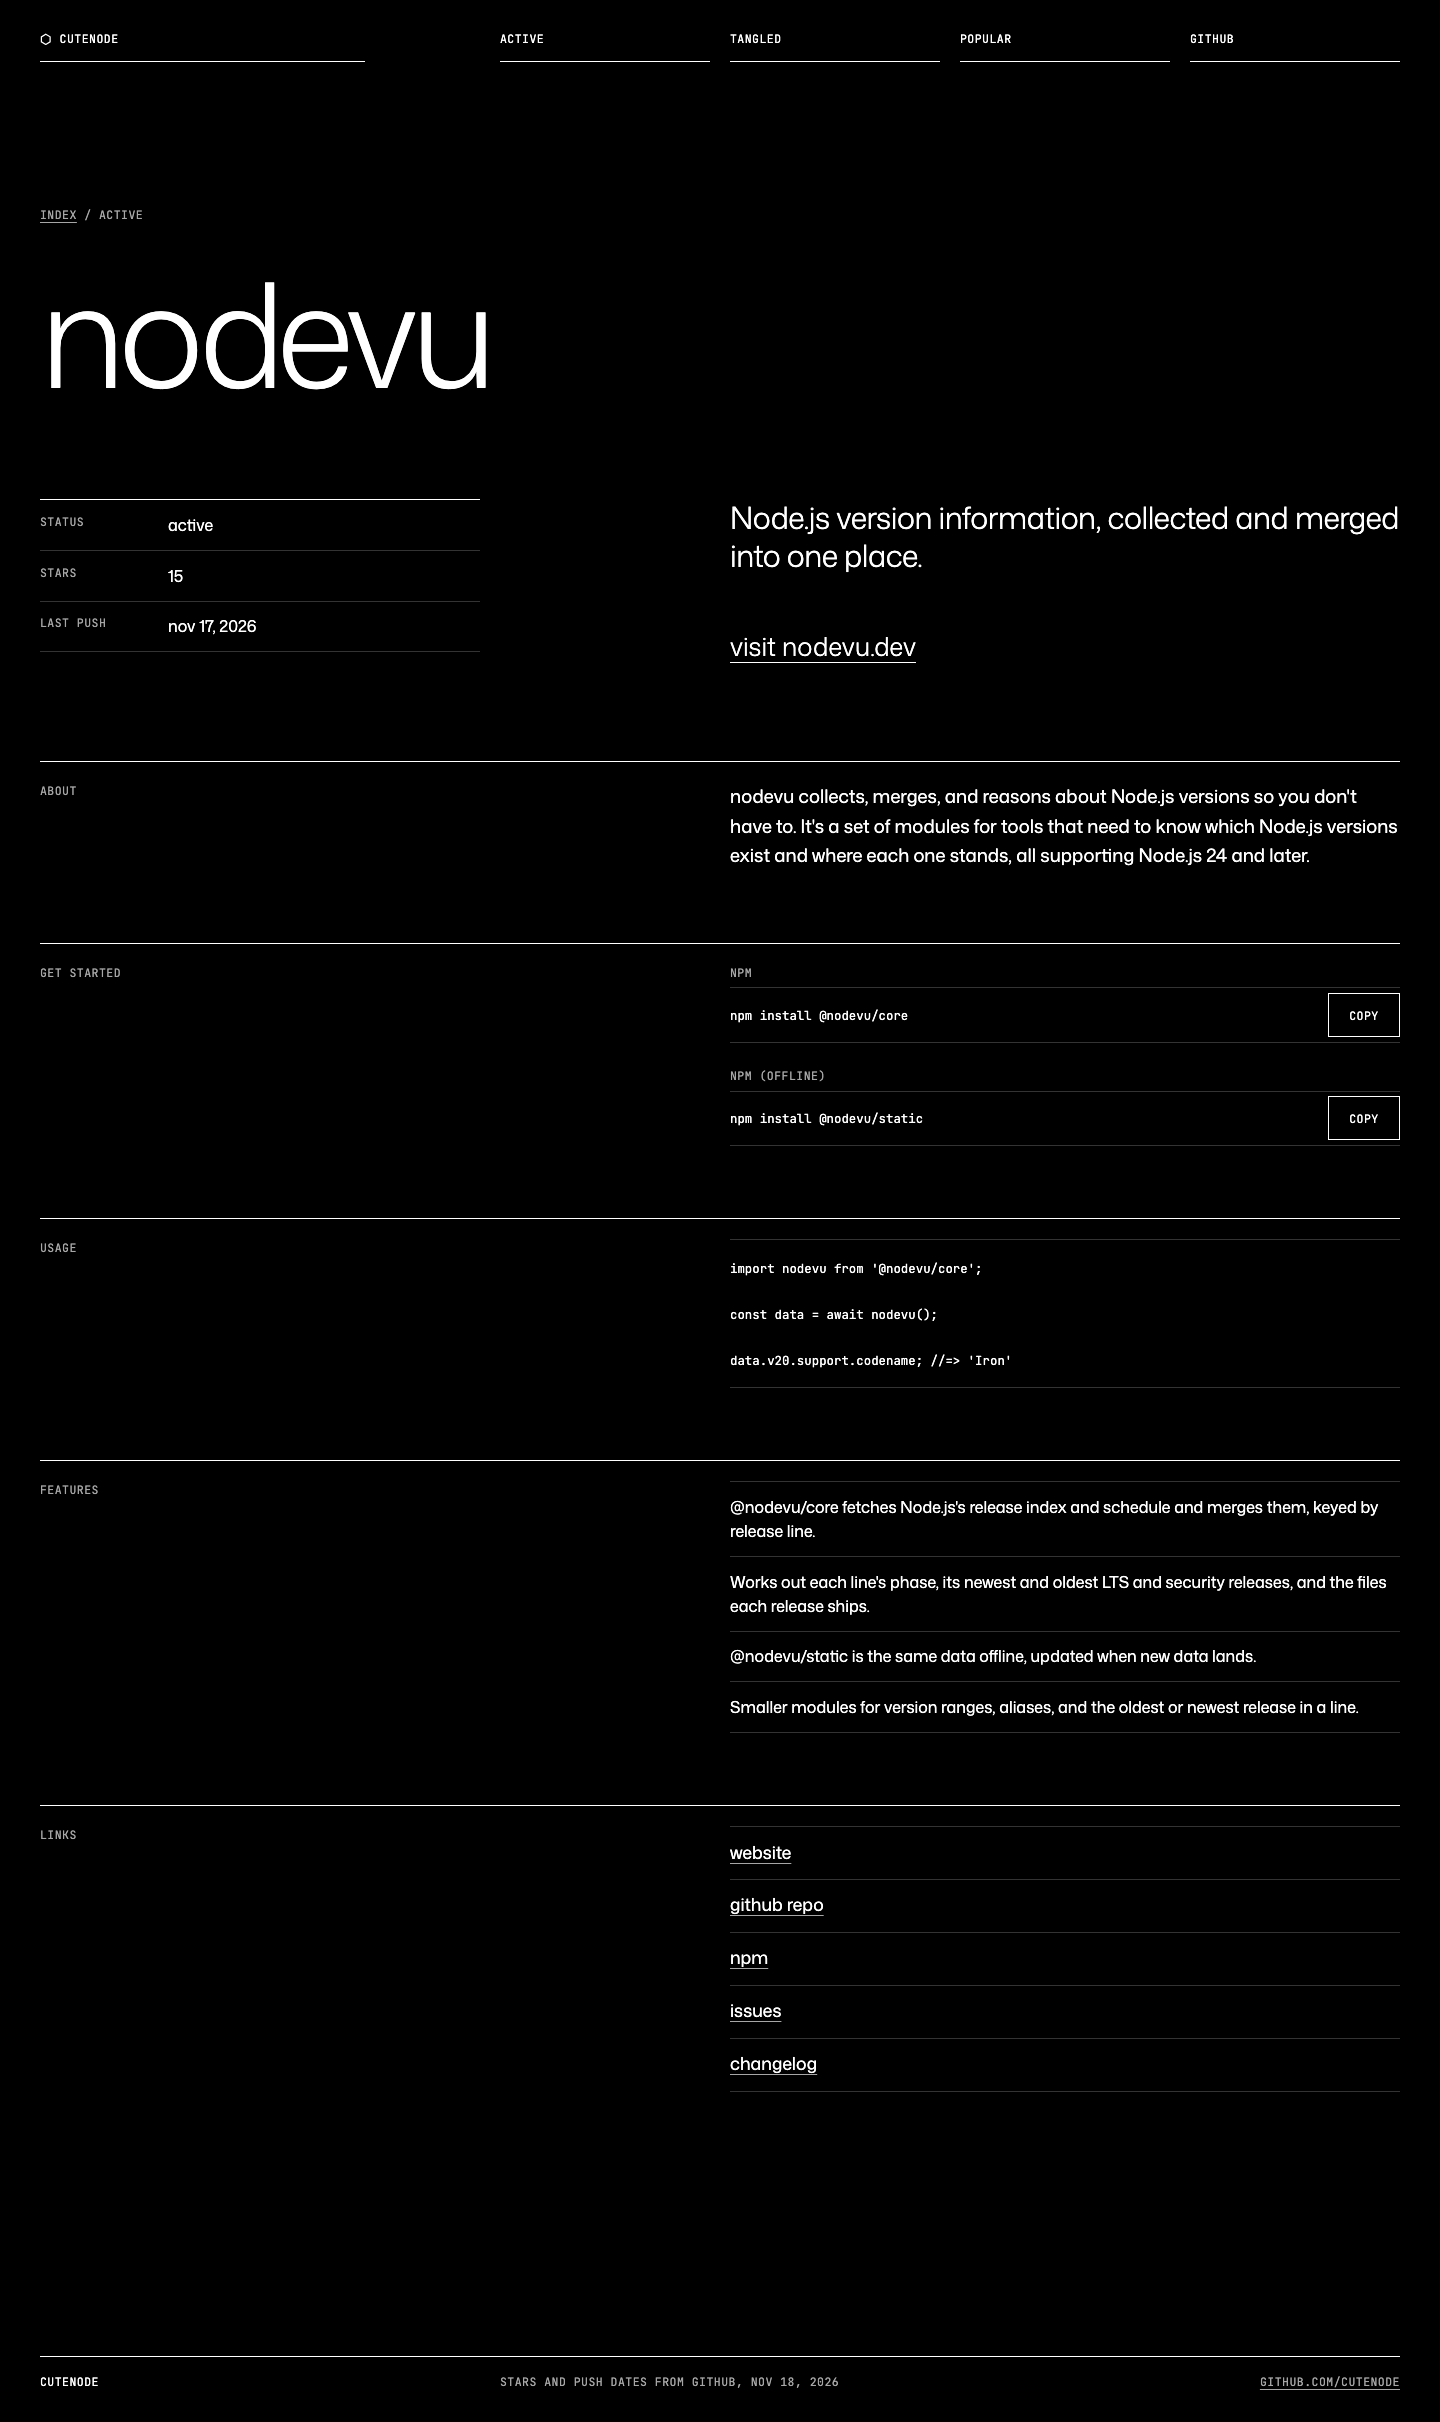 CUTENODE
ACTIVE
TANGLED
POPULAR
GITHUB
INDEX / ACTIVE
nodevu
STATUS active
STARS 15
LAST PUSH nov 17, 2026
Node.js version information, collected and merged
into one place.
visit nodevu.dev
ABOUT
nodevu collects, merges, and reasons about Node.js versions so you don't
have to. It's a set of modules for tools that need to know which Node.js versions
exist and where each one stands, all supporting Node.js 24 and later.
GET STARTED
NPM
npm install @nodevu/core
COPY
NPM (OFFLINE)
npm install @nodevu/static
COPY
USAGE
import nodevu from '@nodevu/core';
const data = await nodevu();
data.v20.support.codename; //=> 'Iron'
FEATURES
@nodevu/core fetches Node.js's release index and schedule and merges them, keyed by
release line.
Works out each line's phase, its newest and oldest LTS and security releases, and the files
each release ships.
@nodevu/static is the same data offline, updated when new data lands.
Smaller modules for version ranges, aliases, and the oldest or newest release in a line.
LINKS
website
github repo
npm
issues
changelog
CUTENODE
STARS AND PUSH DATES FROM GITHUB, NOV 18, 2026
GITHUB.COM/CUTENODE